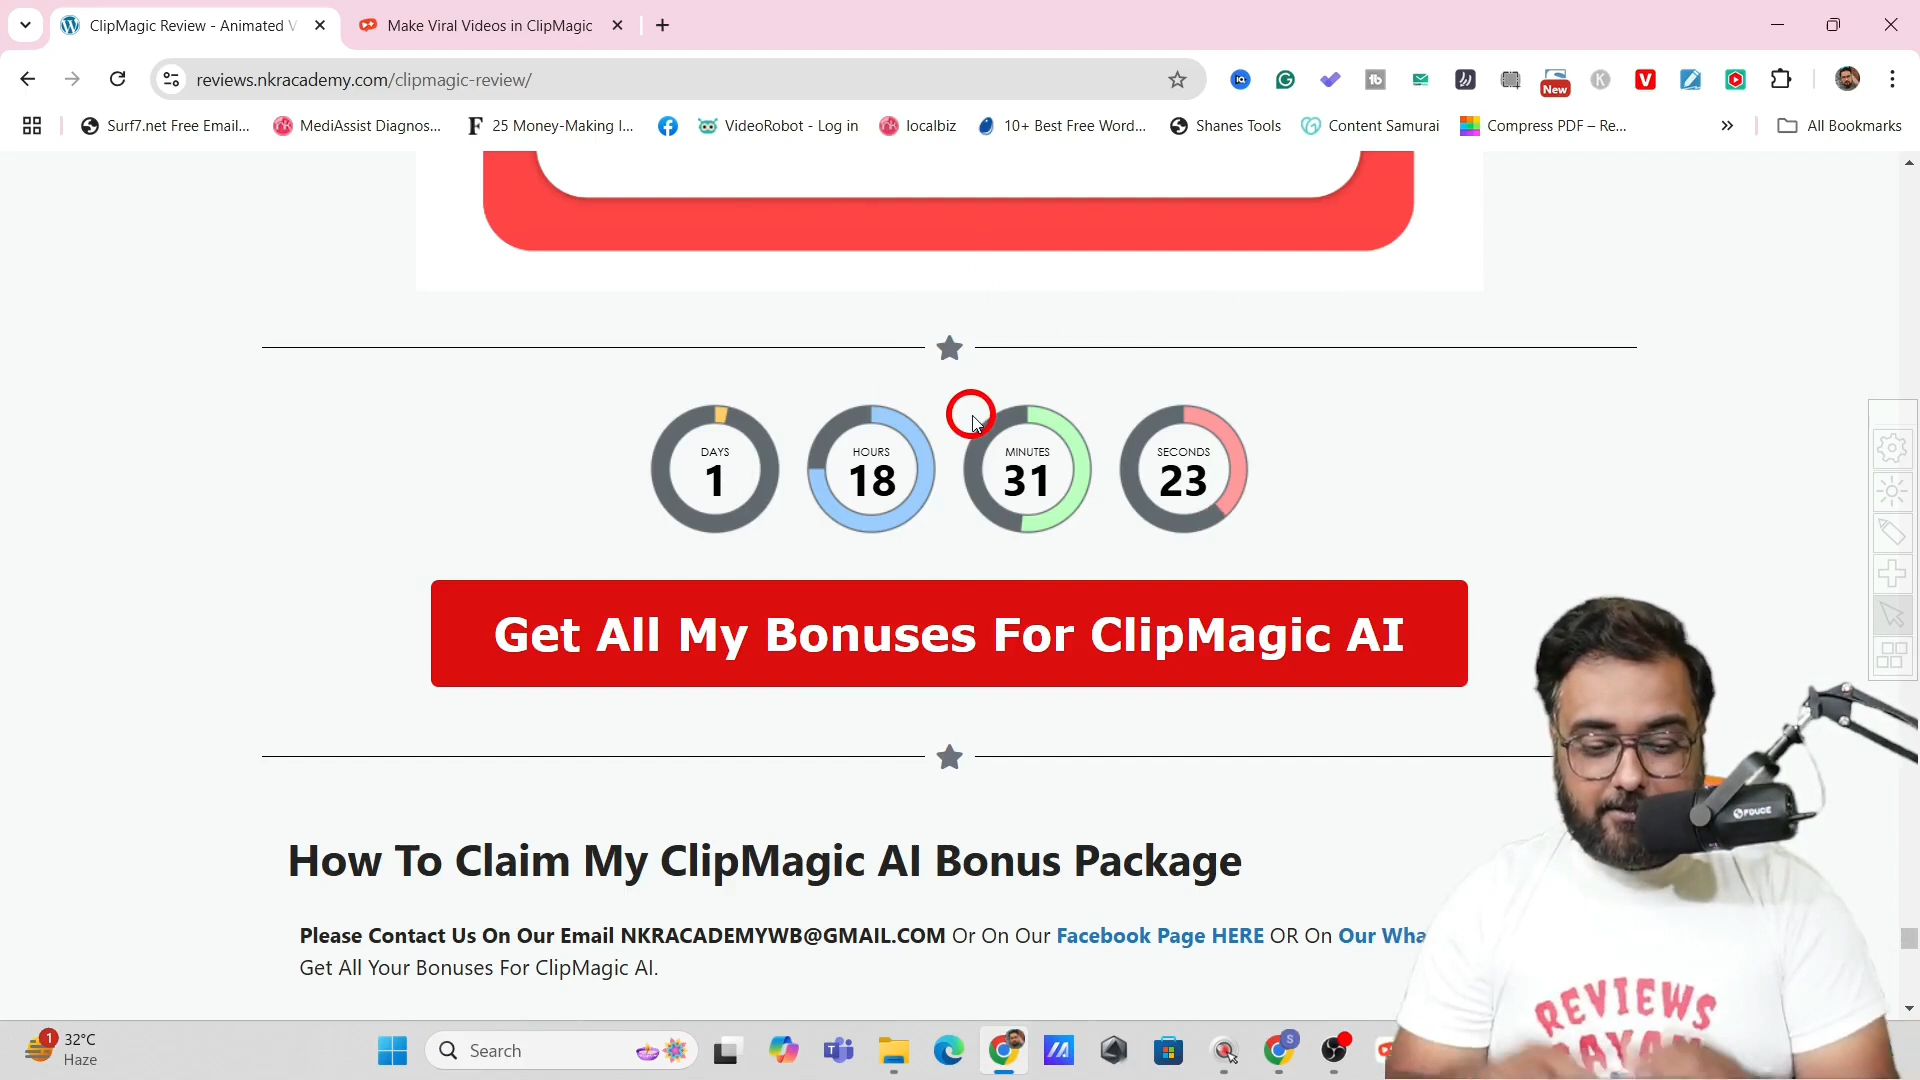 ClipMagic Review - Animated V
Make Viral Videos in ClipMagic
reviews.nkracademy.com/clipmagic-review/
New
Surf7.net Free Email...
MediAssist Diagnos...
25 Money-Making I...
VideoRobot - Log in
localbiz
10+ Best Free Word...
Shanes Tools
Content Samurai
Compress PDF – Re...
All Bookmarks
DAYS
1
HOURS
18
MINUTES
31
SECONDS
23
Get All My Bonuses For ClipMagic AI
How To Claim My ClipMagic AI Bonus Package
Please Contact Us On Our Email NKRACADEMYWB@GMAIL.COM Or On Our Facebook Page HERE OR On Our Wha
Get All Your Bonuses For ClipMagic AI.
FDUCE
REVIEWS
1
32°C
Haze
Search